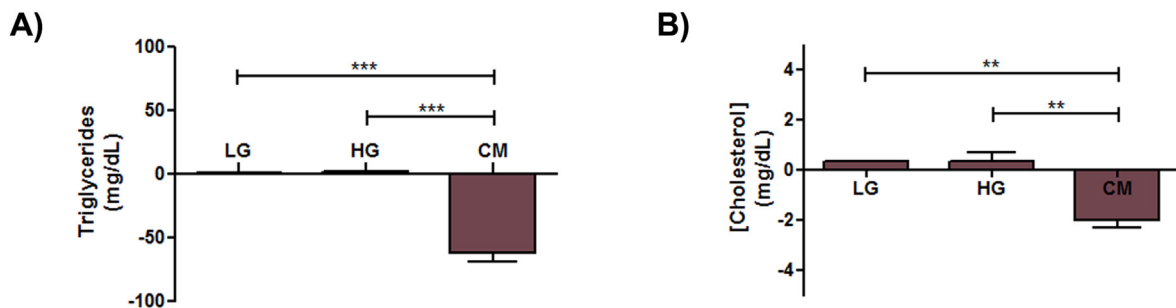 A)
Triglycerides
(mg/dL)
100
50
0
-50
-100
***
***
LG HG CM
B)
[Cholesterol]
(mg/dL)
4
2
0
-2
-4
**
**
LG HG CM